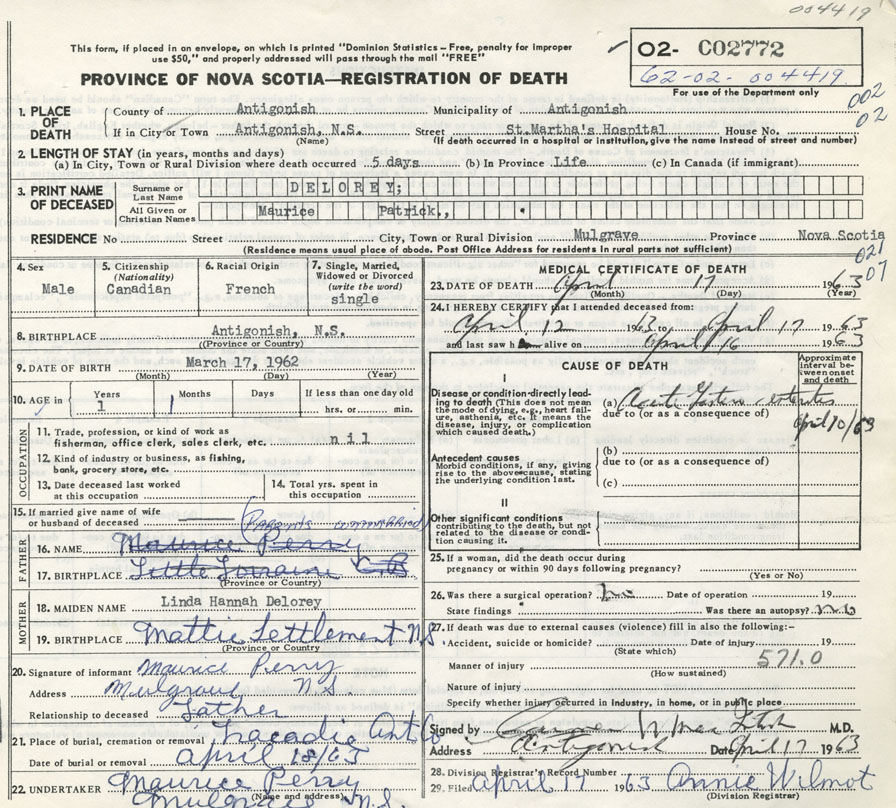 004419
This form, if placed in an envelope, on which is printed "Dominion Statistics – Free, penalty for improper
use $50," and properly addressed will pass through the mail "FREE"
O2- C02772
62-02-004419
For use of the Department only
PROVINCE OF NOVA SCOTIA—REGISTRATION OF DEATH
002
02
1. PLACE OF DEATH
County of Antigonish Municipality of Antigonish
If in City or Town Antigonish, N.S. Street St.Martha's Hospital House No.
(Name) (If death occurred in a hospital or institution, give the name instead of street and number)
2. LENGTH OF STAY (in years, months and days)
(a) In City, Town or Rural Division where death occurred 5 days (b) In Province Life (c) In Canada (if immigrant)
3. PRINT NAME OF DECEASED
Surname or Last Name DELOREY;
All Given or Christian Names Maurice Patrick.,
RESIDENCE No Street City, Town or Rural Division Mulgrave Province Nova Scotia
(Residence means usual place of abode. Post Office Address for residents in rural parts not sufficient)
021
07
4. Sex
Male
5. Citizenship
(Nationality)
Canadian
6. Racial Origin
French
7. Single, Married, Widowed or Divorced
(write the word)
single
8. BIRTHPLACE Antigonish, N.S.
(Province or Country)
9. DATE OF BIRTH March 17, 1962
(Month) (Day) (Year)
10. AGE in Years 1 Months 1 Days If less than one day old
hrs. or min.
OCCUPATION
11. Trade, profession or kind of work as
fisherman, office clerk, sales clerk, etc. nil
12. Kind of industry or business, as fishing,
bank, grocery store, etc.
13. Date deceased last worked
at this occupation
14. Total yrs. spent in
this occupation
15. If married give name of wife
or husband of deceased
(Parents unmarried)
FATHER
16. NAME Maurice Perry
17. BIRTHPLACE Little Lorraine N.S.
(Province or Country)
MOTHER
18. MAIDEN NAME Linda Hannah Delorey
19. BIRTHPLACE Mattie Settlement N.S.
(Province or Country)
20. Signature of informant Maurice Perry
Address Mulgrave N.S
Relationship to deceased Father
21. Place of burial, cremation or removal Tracadie Ant Co
Date of burial or removal April 18/63
22. UNDERTAKER Maurice Perry
(Name and address)
Mulgrave N.S.
MEDICAL CERTIFICATE OF DEATH
23. DATE OF DEATH April 17 1963
(Month) (Day) (Year)
24. I HEREBY CERTIFY that I attended deceased from:
April 12 1963 to April 17 1963
and last saw h alive on April 16 1963
CAUSE OF DEATH
Approximate interval between onset and death
I
Disease or condition directly leading to death (This does not mean the mode of dying, e.g., heart failure, asthenia, etc. It means the disease, injury, or complication which caused death.)
(a) Acute Gastro enteritis
due to (or as a consequence of)
April 10/63
Antecedent causes
Morbid conditions, if any, giving rise to the above cause, stating the underlying condition last.
(b)
due to (or as a consequence of)
(c)
II
Other significant conditions
contributing to the death, but not related to the disease or condition causing it.
25. If a woman, did the death occur during
pregnancy or within 90 days following pregnancy?
(Yes or No)
26. Was there a surgical operation? no Date of operation 19
State findings Was there an autopsy? no
27. If death was due to external causes (violence) fill in also the following:-
Accident, suicide or homicide? Date of injury 19
(State which)
571.0
Manner of injury
(How sustained)
Nature of injury
Specify whether injury occurred in Industry, in home, or in public place
Signed by M.D.
Address Antigonish Date April 17 1963
28. Division Registrar's Record Number
29. Filed April 17 1963 Annie Wilmot
(Division Registrar)